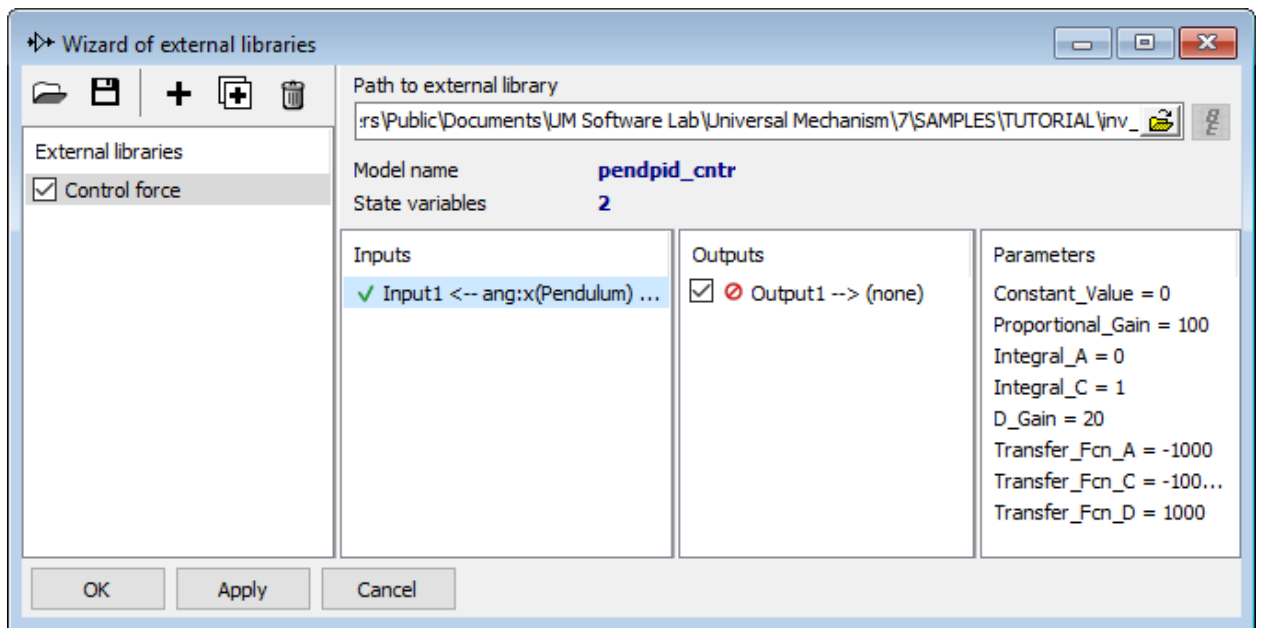 Wizard of external libraries
Path to external library
:rs\Public\Documents\UM Software Lab\Universal Mechanism\7\SAMPLES\TUTORIAL\inv_
External libraries
Control force
Model name pendpid_cntr
State variables 2
Inputs
Input1 <-- ang:x(Pendulum) ...
Outputs
Output1 --> (none)
Parameters
Constant_Value = 0
Proportional_Gain = 100
Integral_A = 0
Integral_C = 1
D_Gain = 20
Transfer_Fcn_A = -1000
Transfer_Fcn_C = -100...
Transfer_Fcn_D = 1000
OK
Apply
Cancel